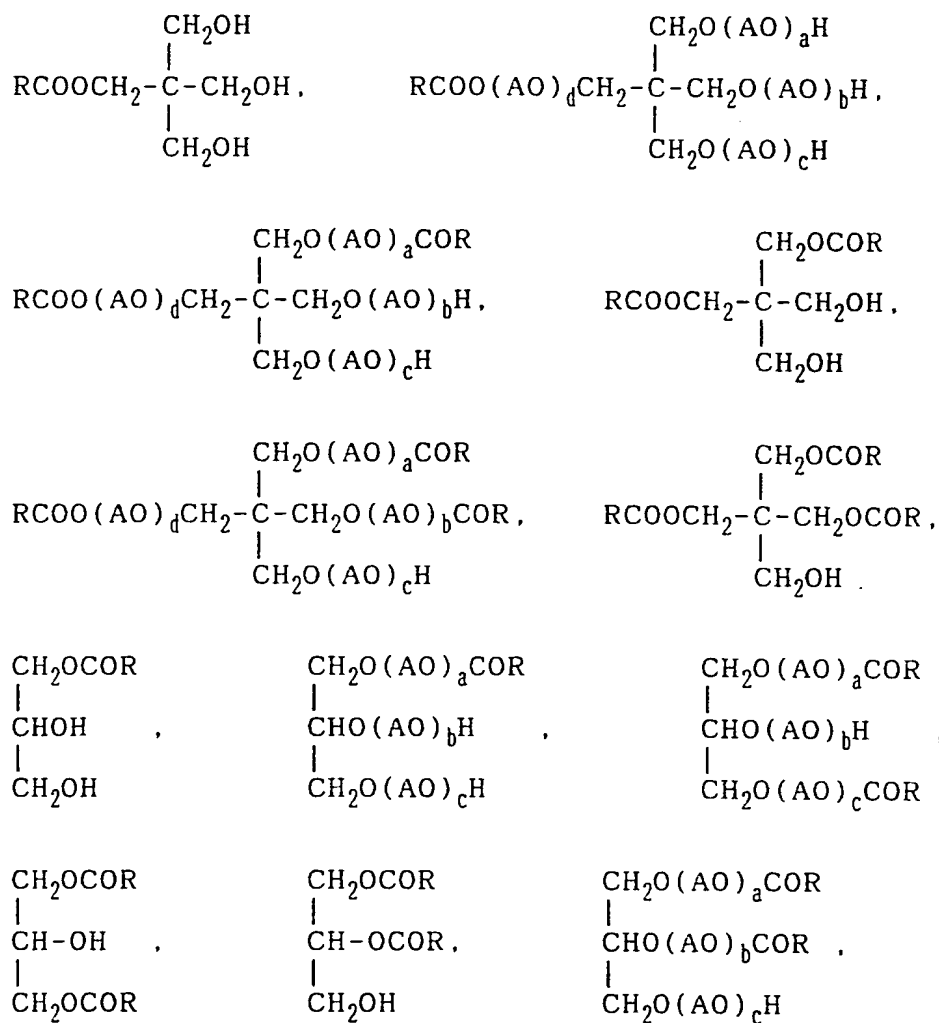 CH₂OH CH₂O(AO)ₐH
RCOOCH₂-C-CH₂OH, RCOO(AO)dCH₂-C-CH₂O(AO)bH,
CH₂OH CH₂O(AO)cH
CH₂O(AO)ₐCOR CH₂OCOR
RCOO(AO)dCH₂-C-CH₂O(AO)bH, RCOOCH₂-C-CH₂OH,
CH₂O(AO)cH CH₂OH
CH₂O(AO)ₐCOR CH₂OCOR
RCOO(AO)dCH₂-C-CH₂O(AO)bCOR, RCOOCH₂-C-CH₂OCOR,
CH₂O(AO)cH CH₂OH.
CH₂OCOR CH₂O(AO)ₐCOR CH₂O(AO)ₐCOR
CHOH, CHO(AO)bH, CHO(AO)bH,
CH₂OH CH₂O(AO)cH CH₂O(AO)cCOR
CH₂OCOR CH₂OCOR CH₂O(AO)ₐCOR
CH-OH, CH-OCOR, CHO(AO)bCOR,
CH₂OCOR CH₂OH CH₂O(AO)cH